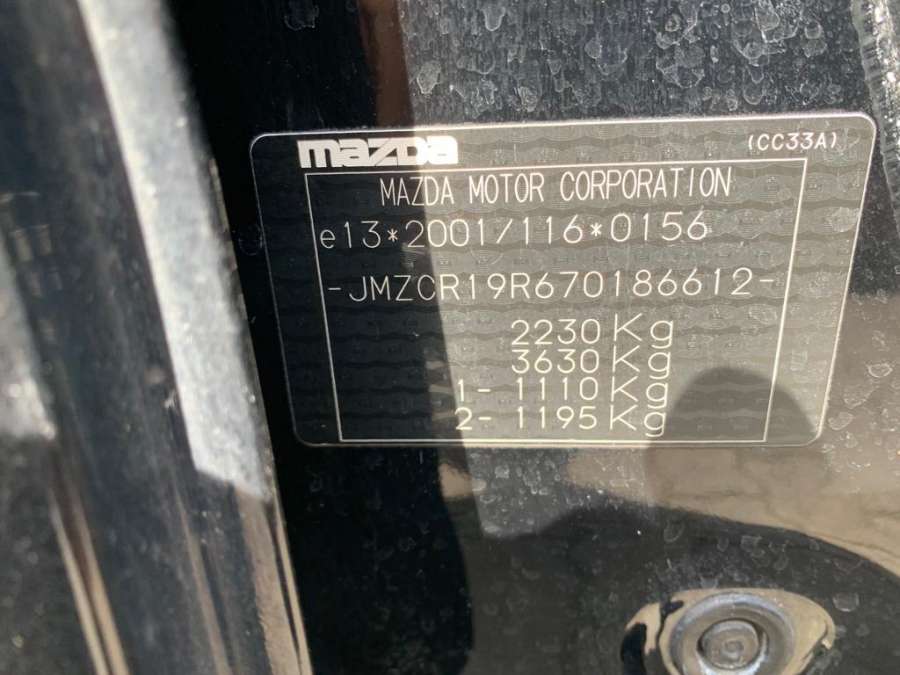 mazda
(CC33A)
MAZDA MOTOR CORPORATION
e13*2001/116*0156
-JMZCR19R670186612-
2230 Kg
3630 Kg
1- 1110 Kg
2- 1195 Kg